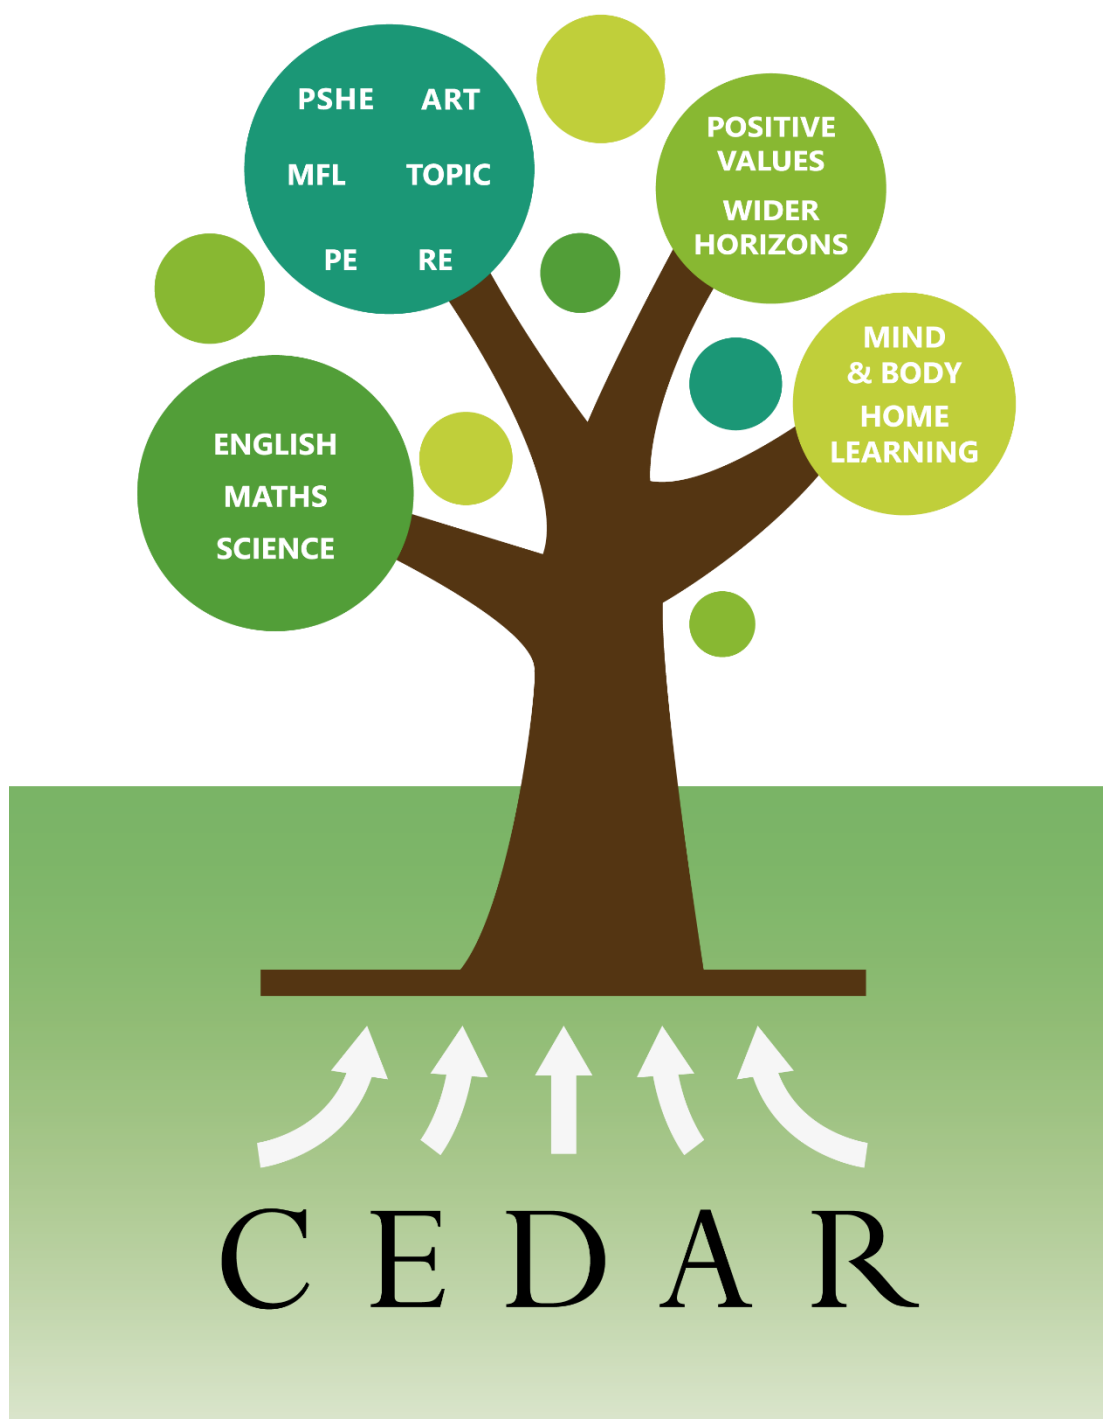 PSHE ART
MFL TOPIC
PE RE
POSITIVE
VALUES
WIDER
HORIZONS
MIND
& BODY
HOME
LEARNING
ENGLISH
MATHS
SCIENCE
CEDAR